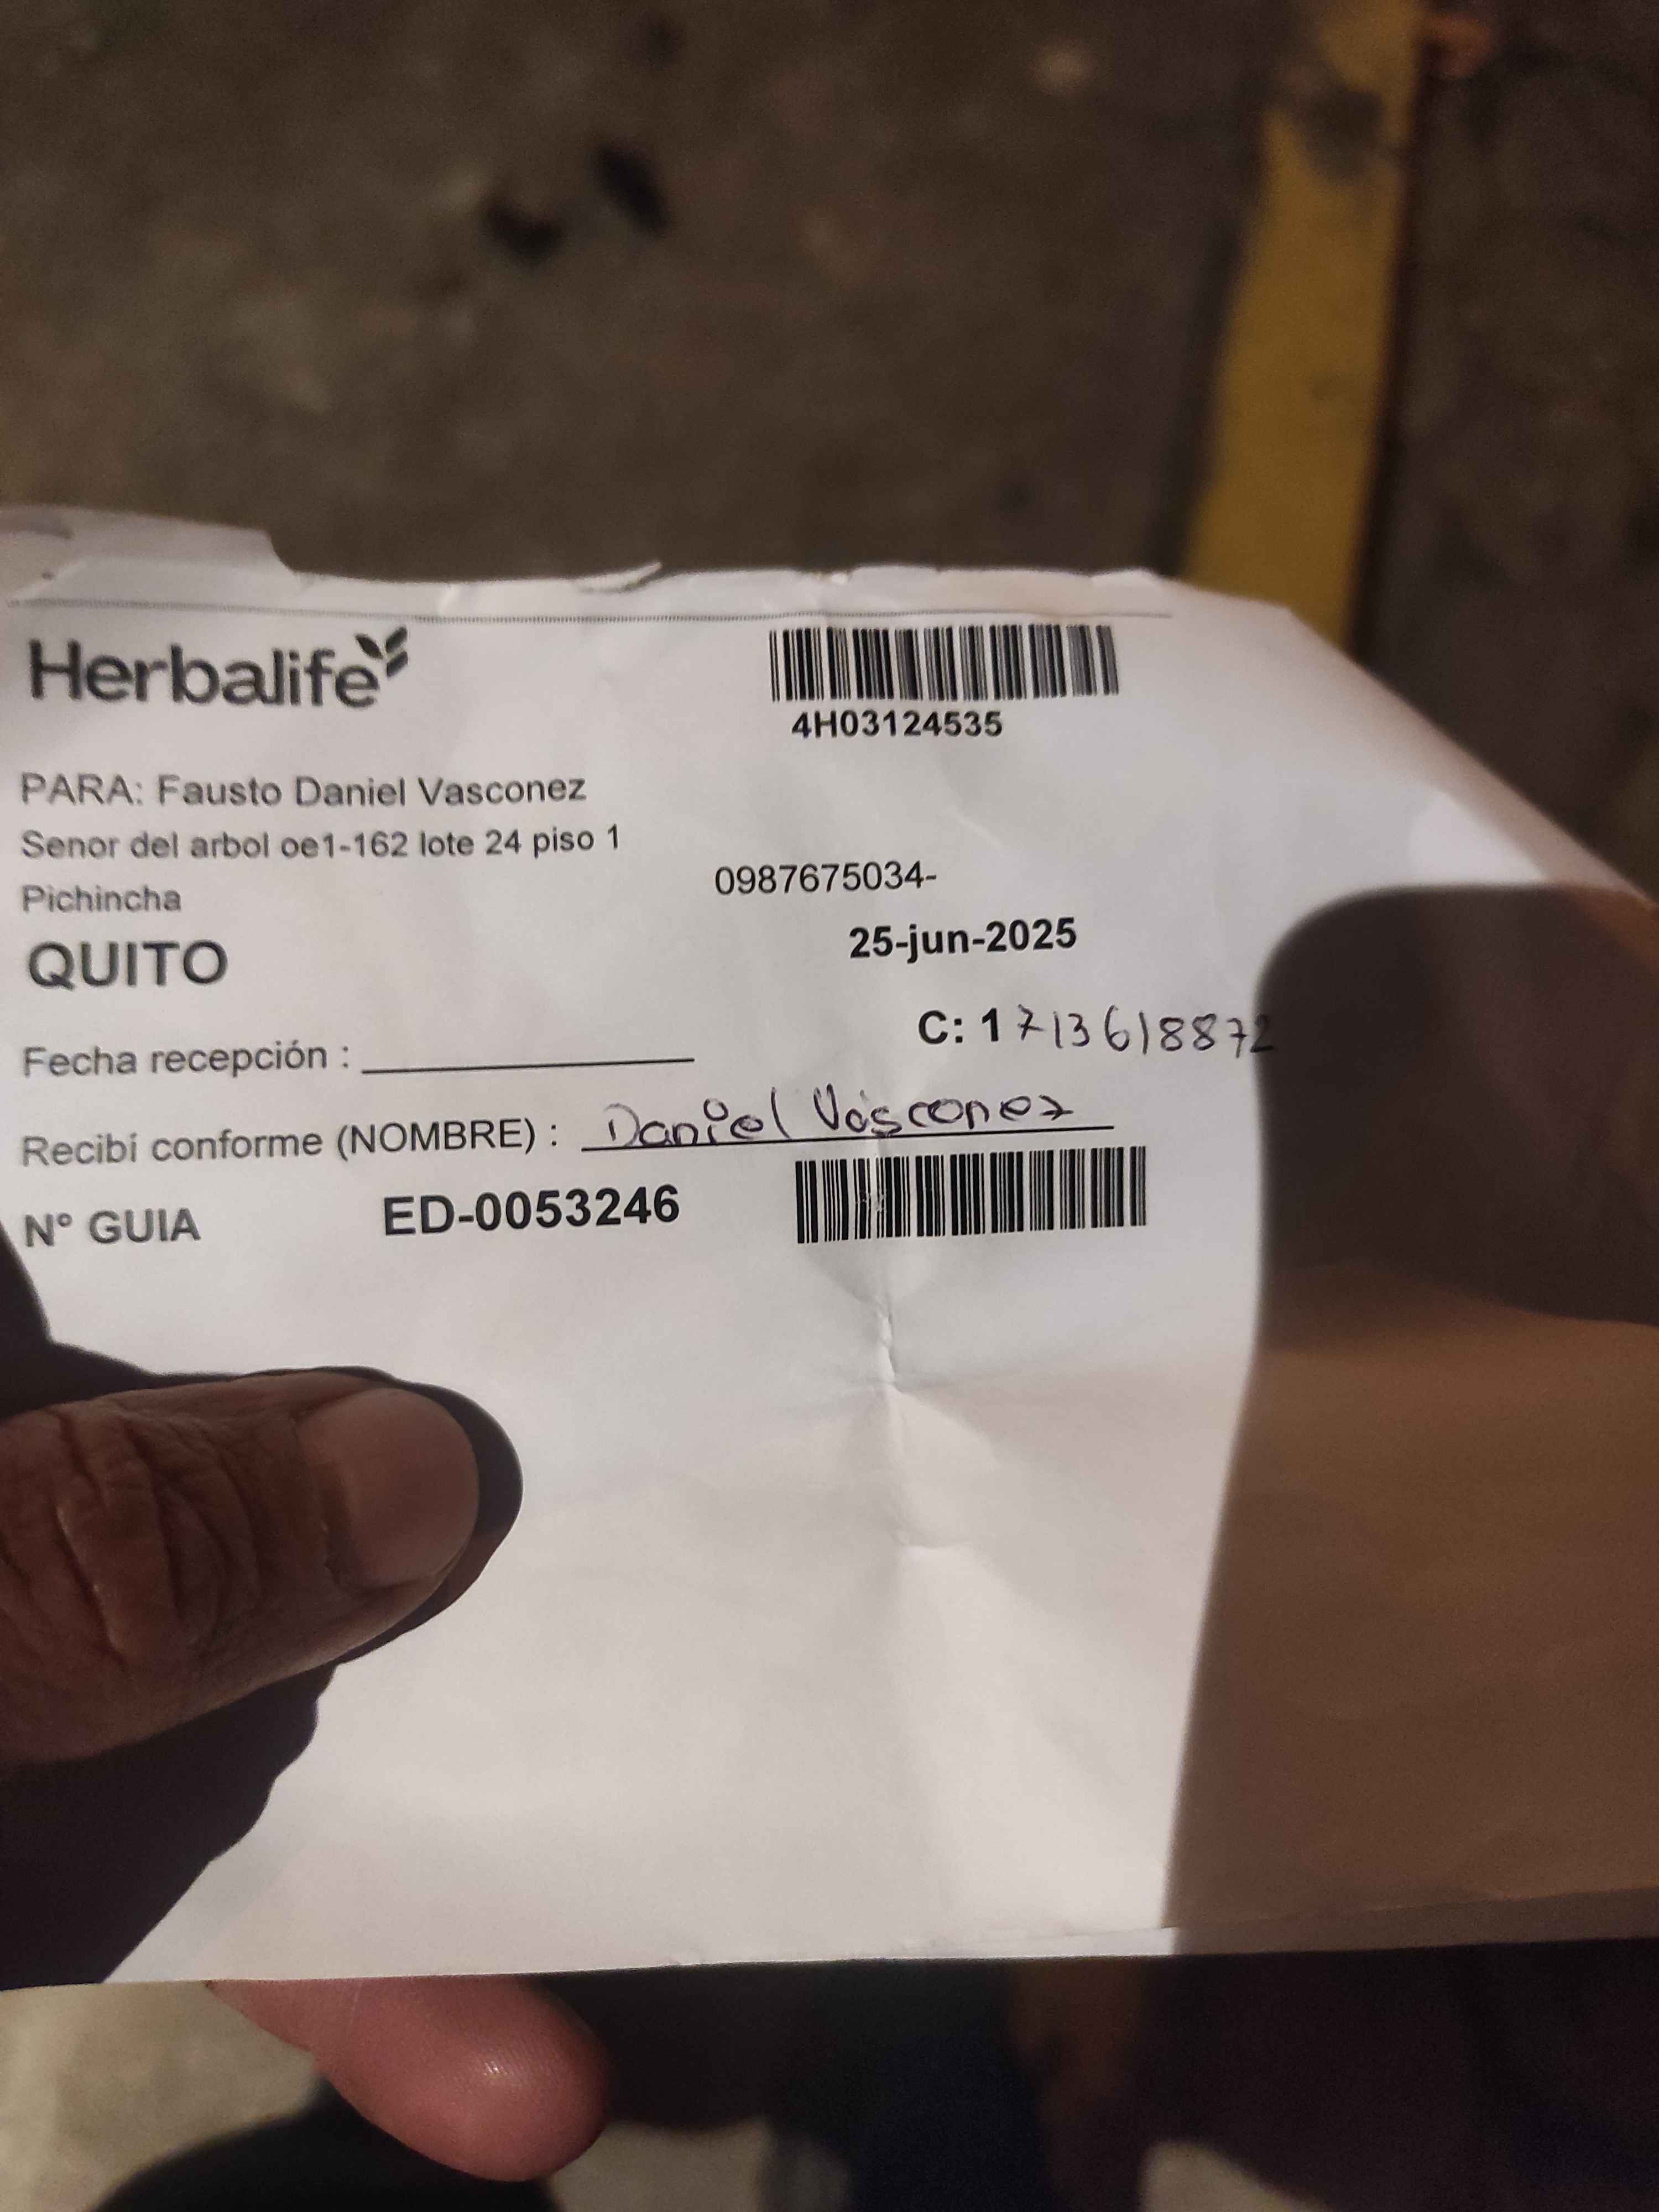 Herbalife
4H03124535
PARA: Fausto Daniel Vasconez
Senor del arbol oe1-162 lote 24 piso 1
0987675034-
Pichincha
25-jun-2025
QUITO
C: 1713618872
Fecha recepción :
Recibí conforme (NOMBRE) : Daniel Vasconez
N° GUIA ED-0053246